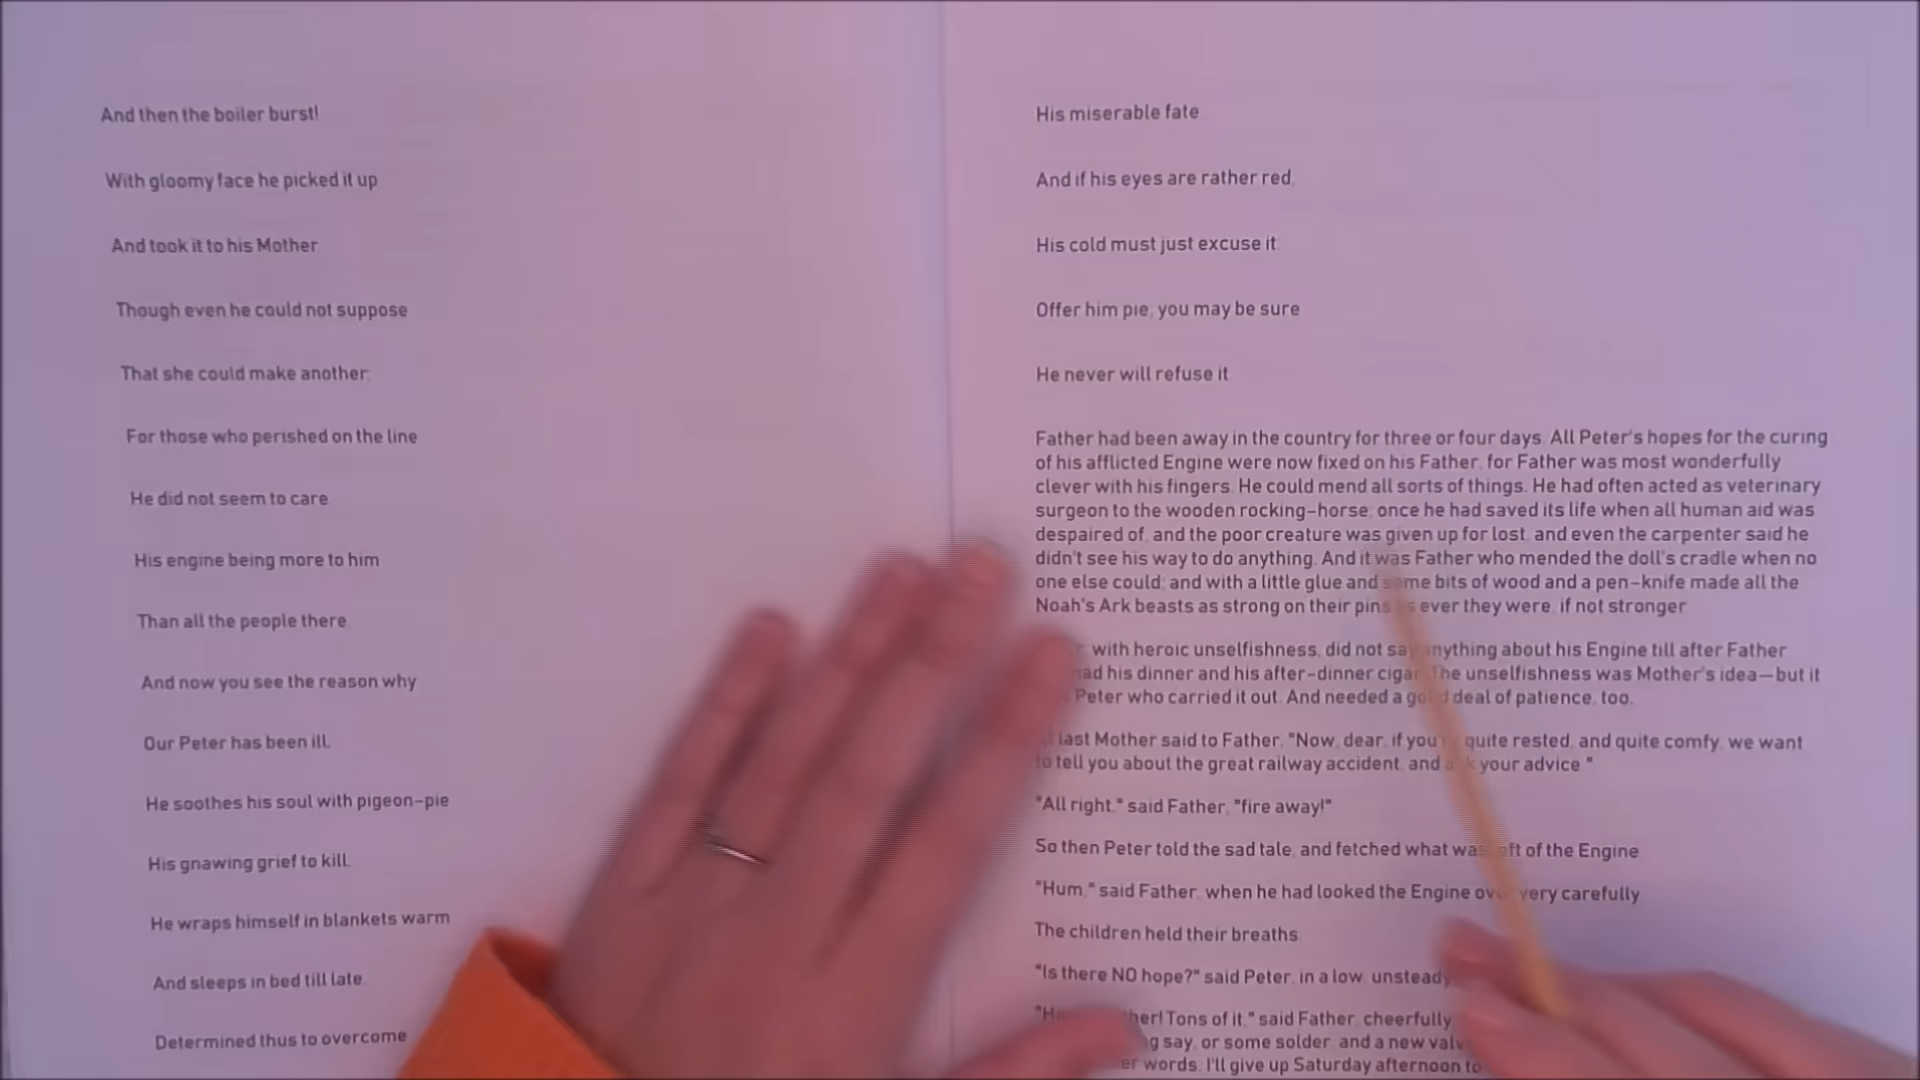 And then the boiler burst!
With gloomy face he picked it up
And took it to his Mother
Though even he could not suppose
That she could make another;
For those who perished on the line
He did not seem to care
His engine being more to him
Than all the people there
And now you see the reason why
Our Peter has been ill.
He soothes his soul with pigeon-pie
His gnawing grief to kill.
He wraps himself in blankets warm
And sleeps in bed till late,
Determined thus to overcome
His miserable fate
And if his eyes are rather red,
His cold must just excuse it
Offer him pie; you may be sure
He never will refuse it
Father had been away in the country for three or four days. All Peter's hopes for the curing
of his afflicted Engine were now fixed on his Father, for Father was most wonderfully
clever with his fingers. He could mend all sorts of things. He had often acted as veterinary
surgeon to the wooden rocking-horse; once he had saved its life when all human aid was
despaired of, and the poor creature was given up for lost, and even the carpenter said he
didn't see his way to do anything. And it was Father who mended the doll's cradle when no
one else could; and with a little glue and some bits of wood and a pen-knife made all the
Noah's Ark beasts as strong on their pins as ever they were, if not stronger
with heroic unselfishness, did not say anything about his Engine till after Father
had his dinner and his after-dinner cigar. The unselfishness was Mother's idea—but it
Peter who carried it out. And needed a good deal of patience, too.
last Mother said to Father, "Now, dear, if you're quite rested, and quite comfy, we want
to tell you about the great railway accident, and ask your advice."
"All right," said Father, "fire away!"
So then Peter told the sad tale, and fetched what was left of the Engine
"Hum," said Father, when he had looked the Engine over very carefully
The children held their breaths.
"Is there NO hope?" said Peter, in a low, unsteady
Tons of it," said Father, cheerfully
say, or some solder, and a new
words, I'll give up Saturday afternoon to